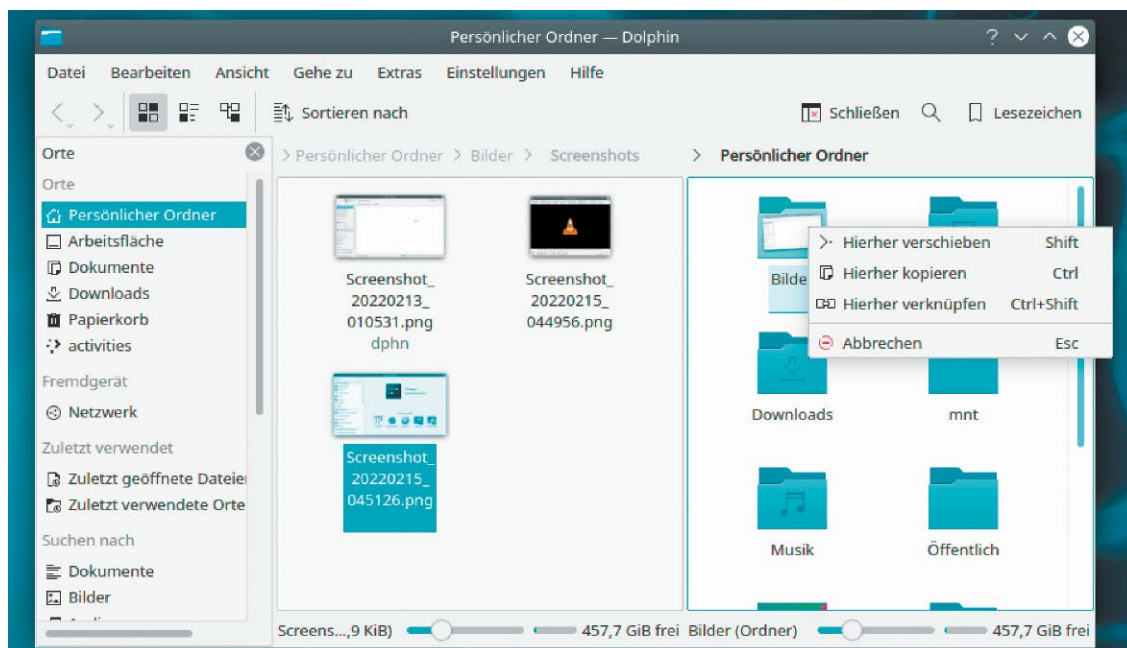 Persönlicher Ordner — Dolphin
Datei Bearbeiten Ansicht Gehe zu Extras Einstellungen Hilfe
Sortieren nach
Schließen
Lesezeichen
Orte
Orte
Persönlicher Ordner
Arbeitsfläche
Dokumente
Downloads
Papierkorb
activities
Fremdgerät
Netzwerk
Zuletzt verwendet
Zuletzt geöffnete Dateie
Zuletzt verwendete Orte
Suchen nach
Dokumente
Bilder
> Persönlicher Ordner > Bilder > Screenshots
Screenshot_
20220213_
010531.png
dphn
Screenshot_
20220215_
044956.png
Screenshot_
20220215_
045126.png
Screens...,9 KiB)
457,7 GiB frei
> Persönlicher Ordner
Bilde
Hierher verschieben Shift
Hierher kopieren Ctrl
Hierher verknüpfen Ctrl+Shift
Abbrechen Esc
Downloads
mnt
Musik
Öffentlich
Bilder (Ordner)
457,7 GiB frei